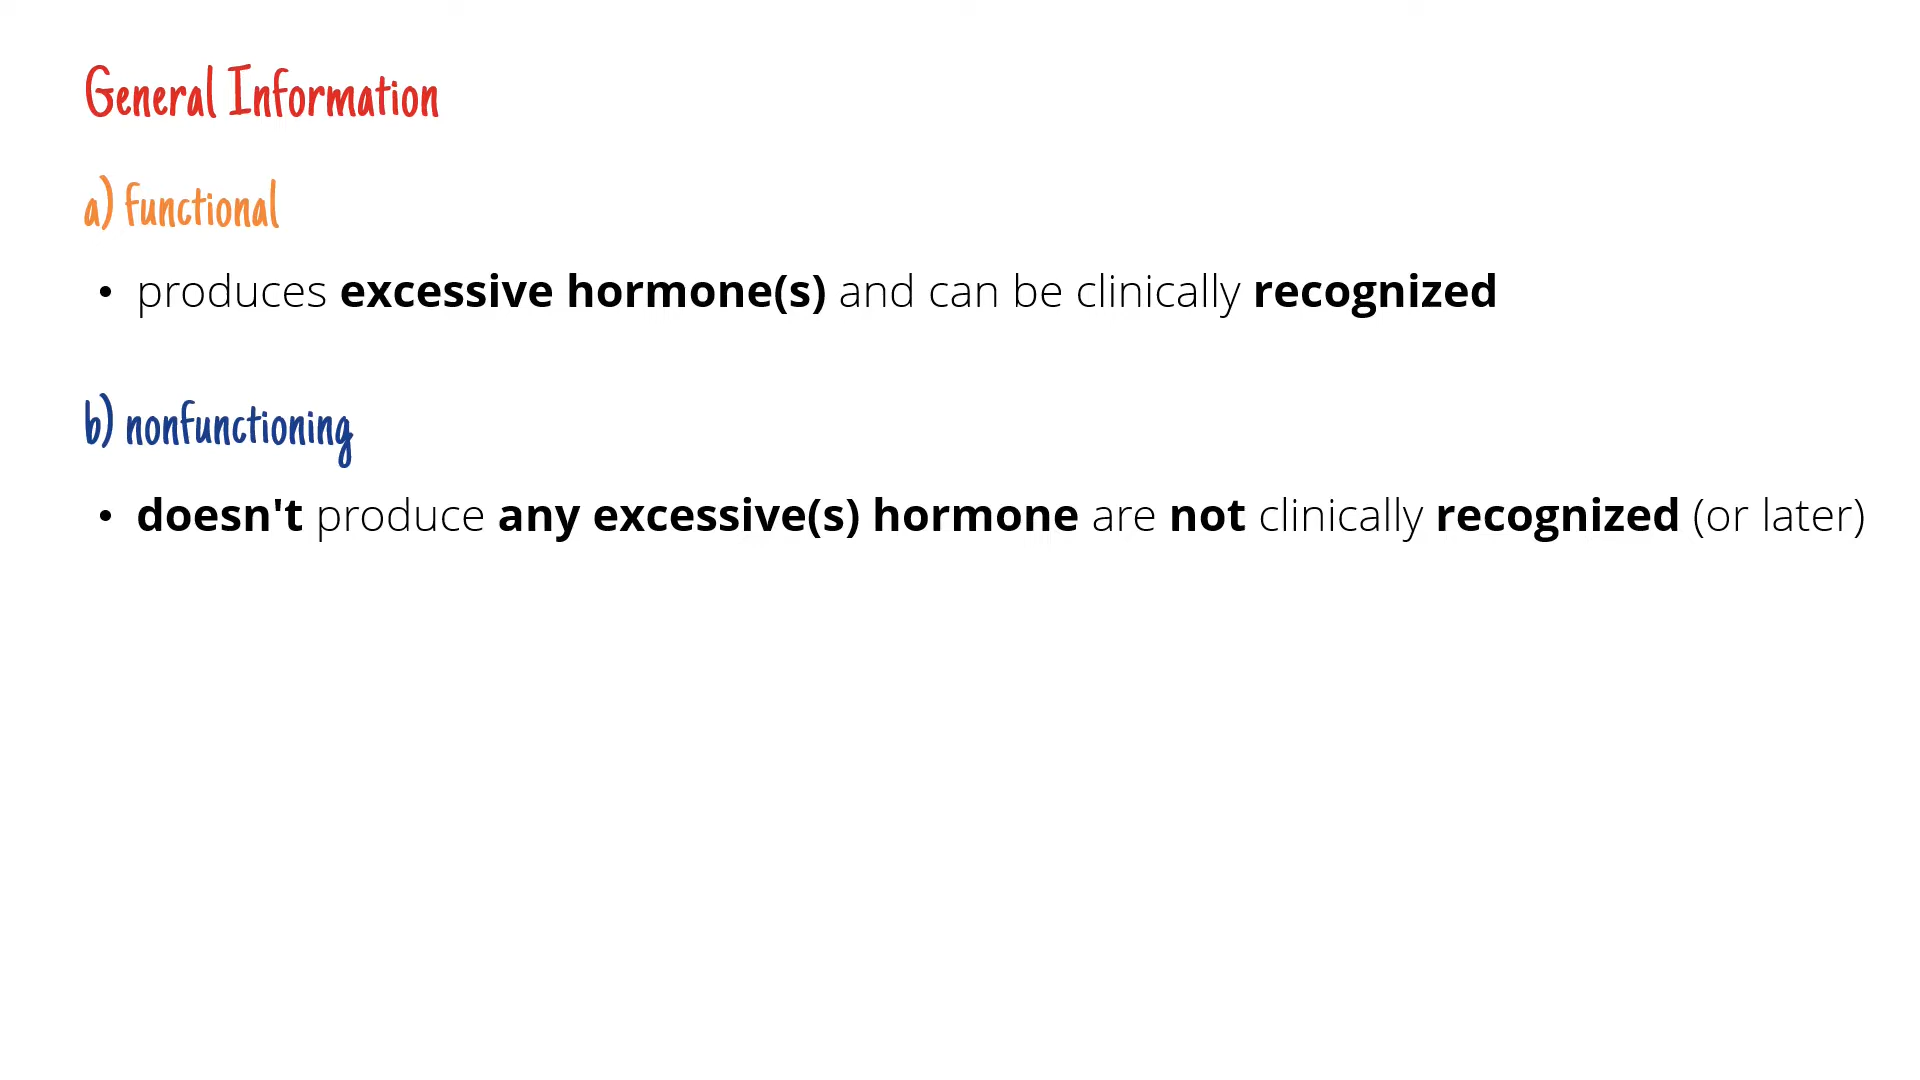 General Information
a) functional
• produces excessive hormone(s) and can be clinically recognized
b) nonfunctioning
• doesn't produce any excessive(s) hormone are not clinically recognized (or later)